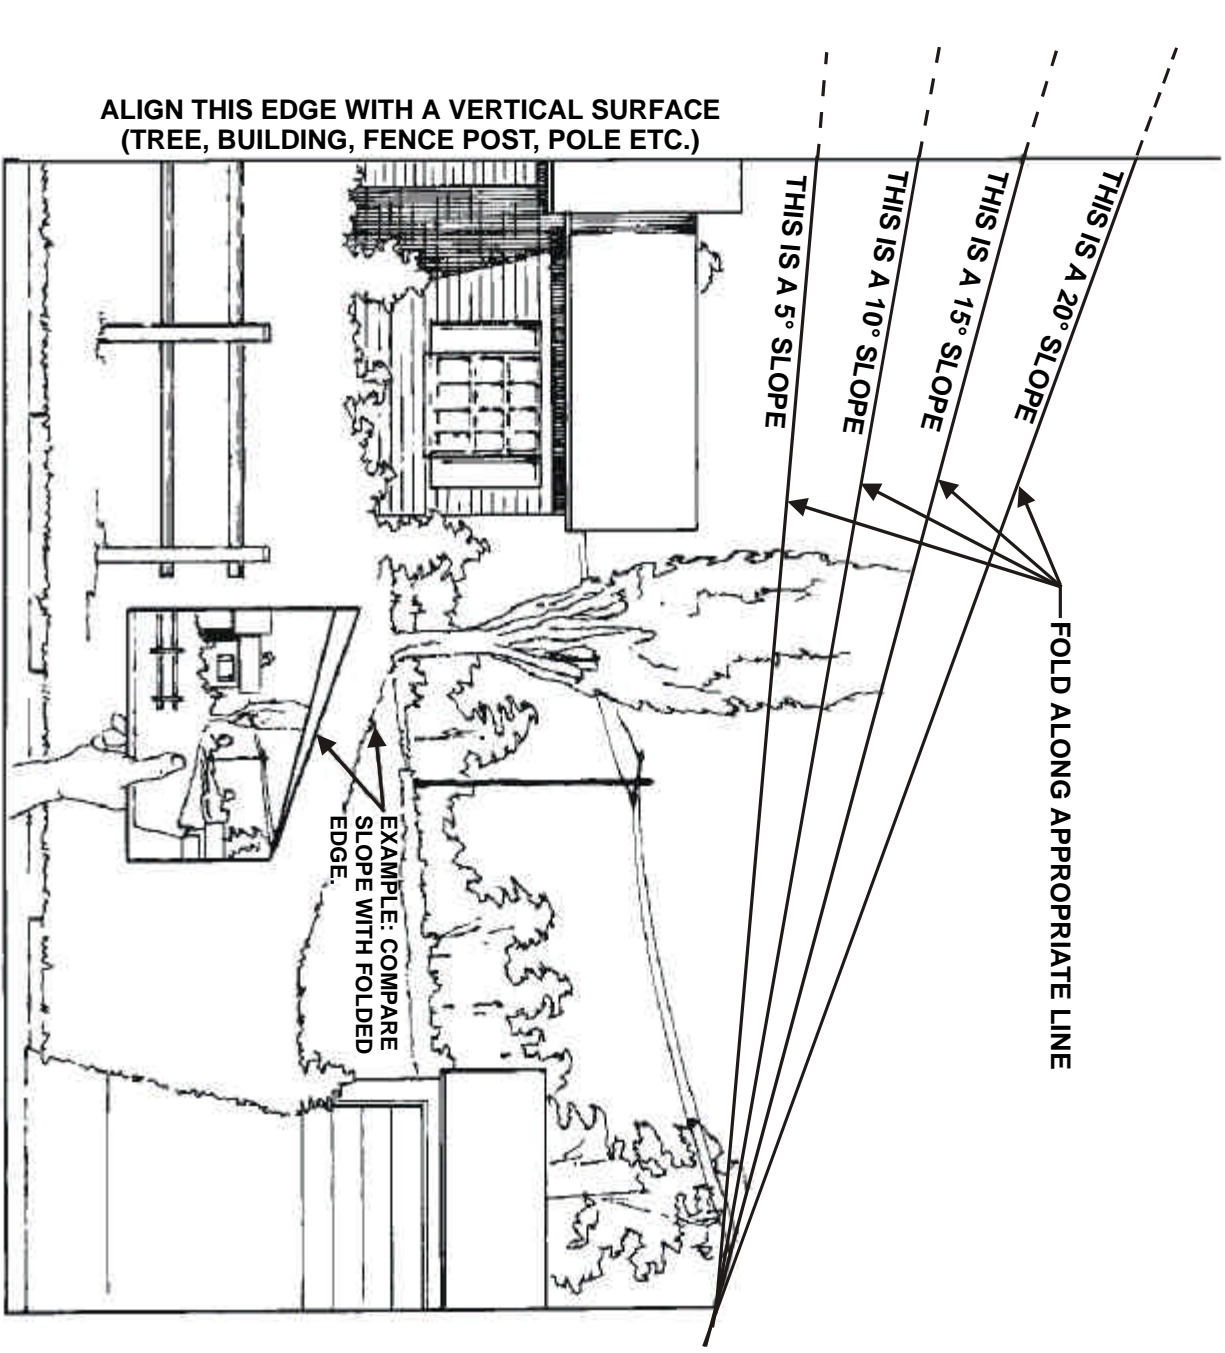 ALIGN THIS EDGE WITH A VERTICAL SURFACE
(TREE, BUILDING, FENCE POST, POLE ETC.)
THIS IS A 5° SLOPE
THIS IS A 10° SLOPE
THIS IS A 15° SLOPE
THIS IS A 20° SLOPE
FOLD ALONG APPROPRIATE LINE
EXAMPLE: COMPARE
SLOPE WITH FOLDED
EDGE.